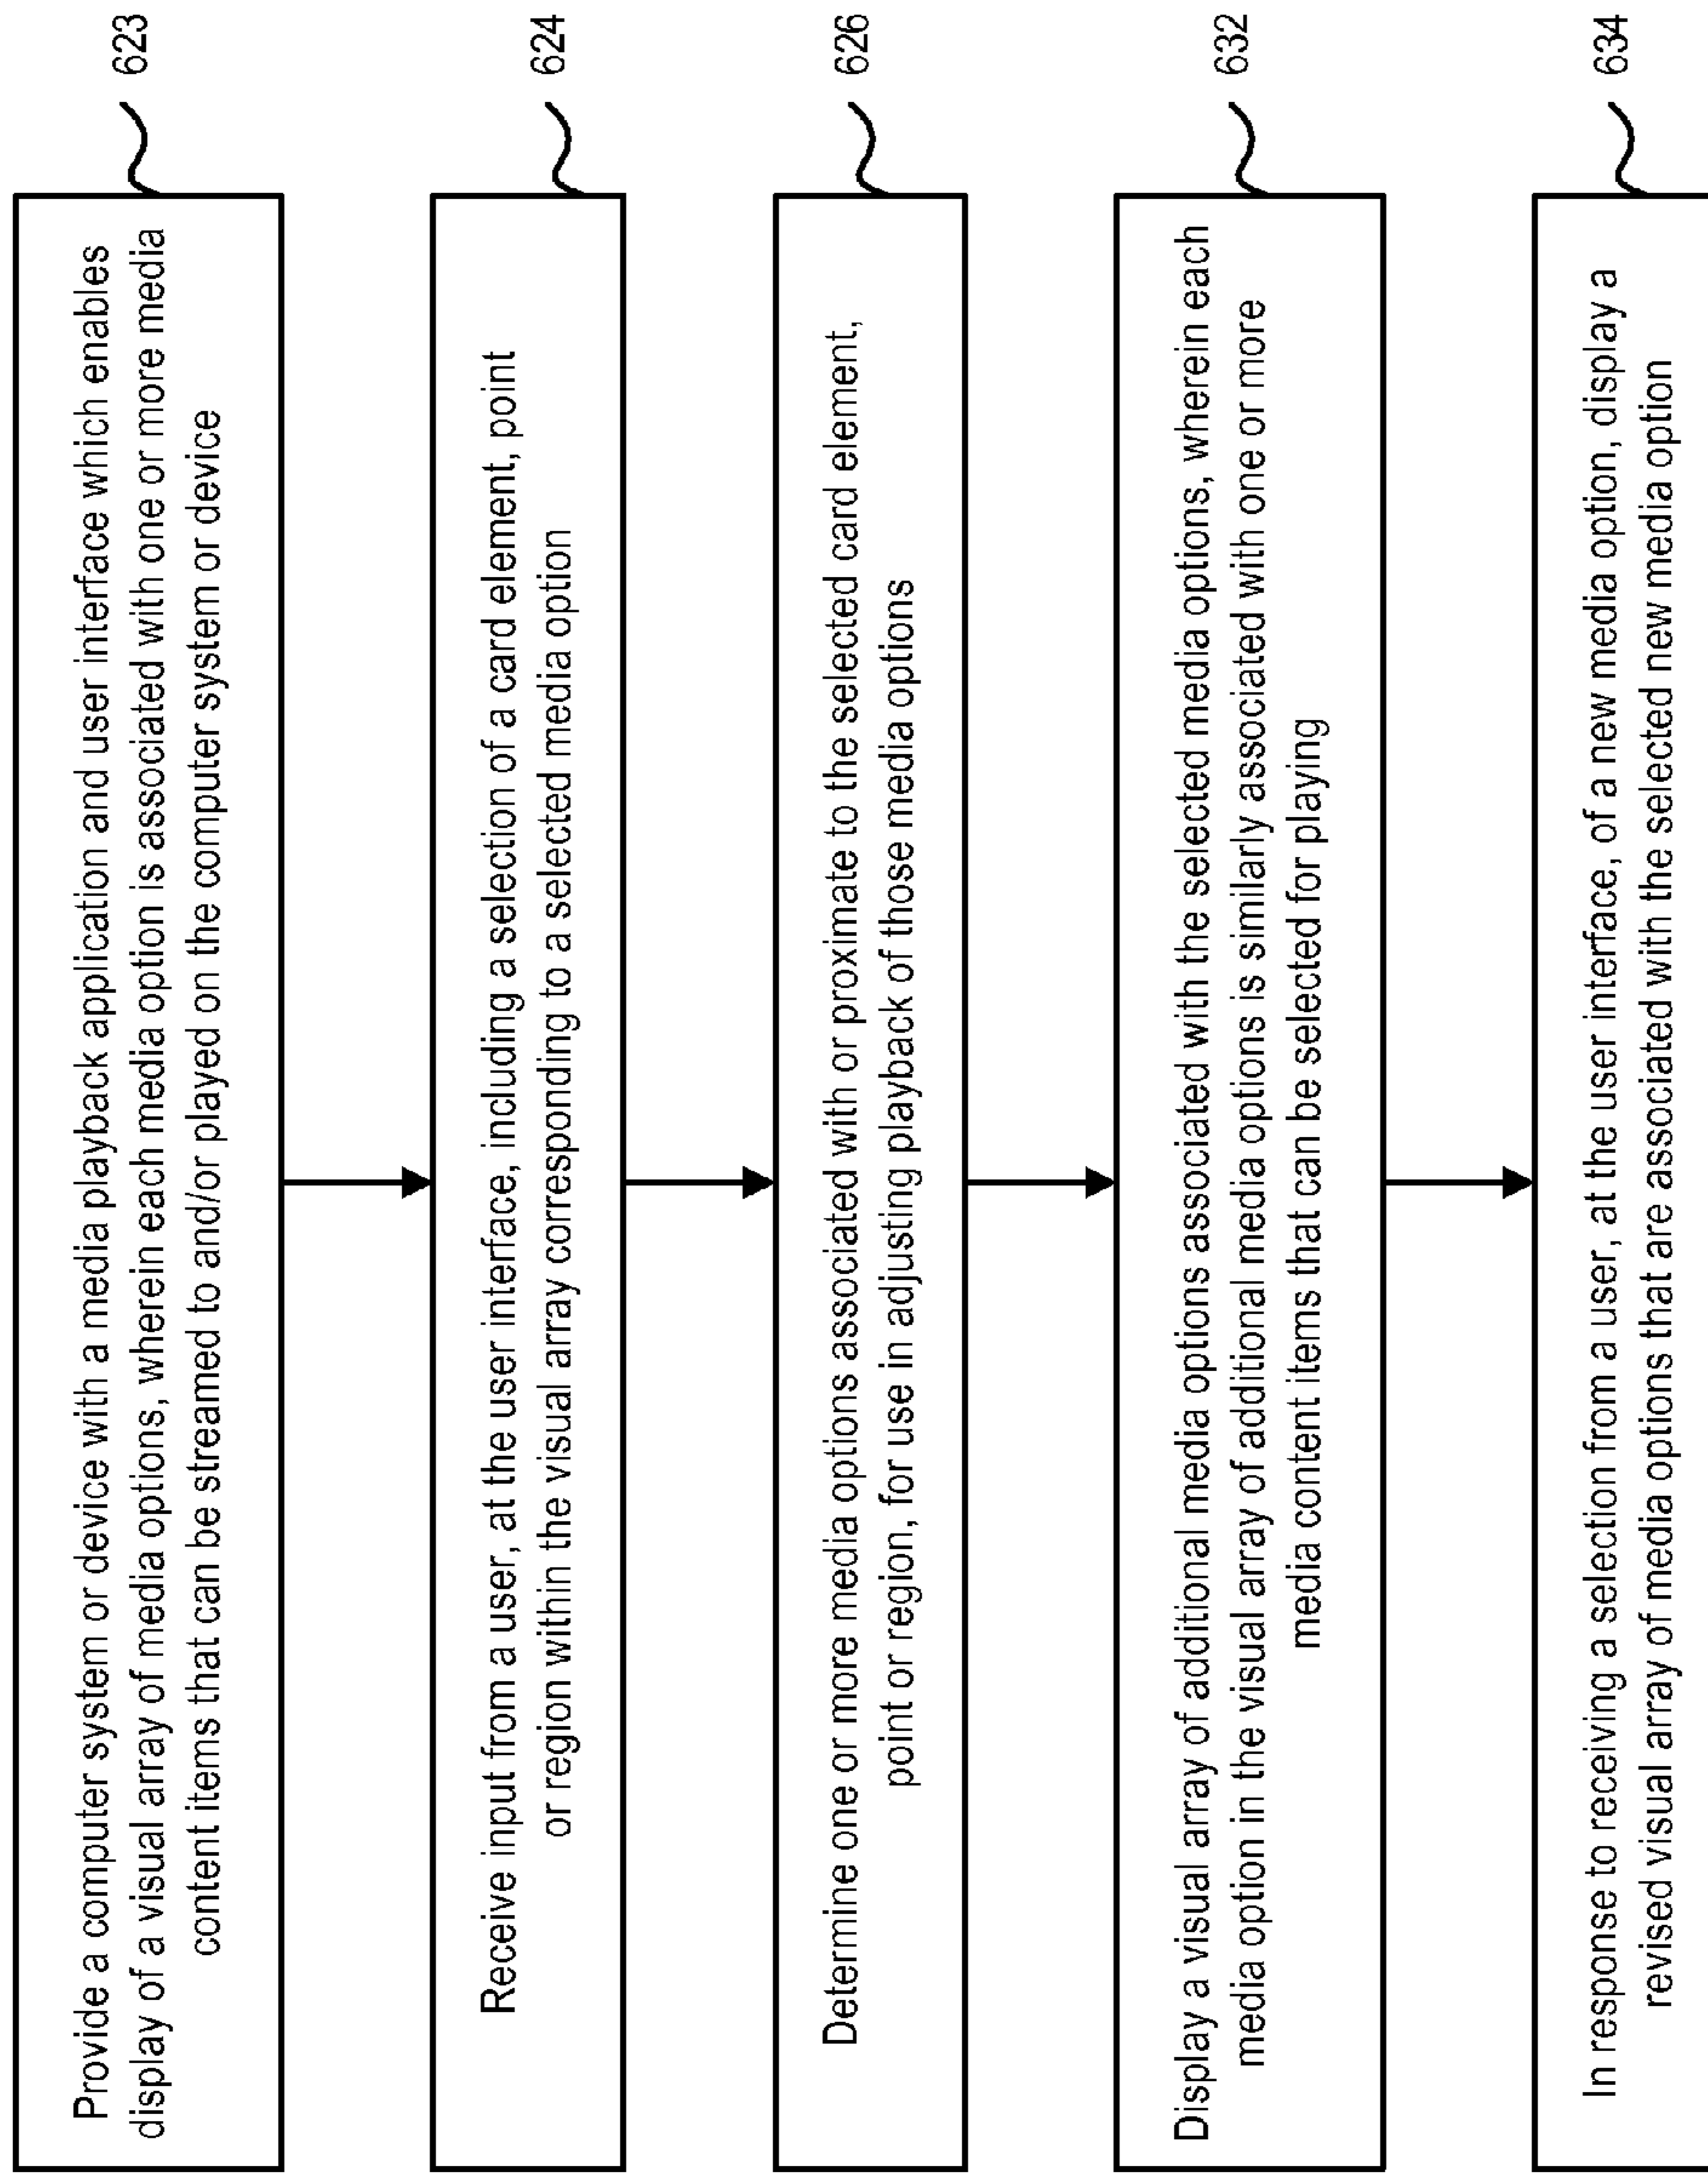 Provide a computer system or device with a media playback application and user interface which enables
display of a visual array of media options, wherein each media option is associated with one or more media
content items that can be streamed to and/or played on the computer system or device
623
Receive input from a user, at the user interface, including a selection of a card element, point
or region within the visual array corresponding to a selected media option
624
Determine one or more media options associated with or proximate to the selected card element,
point or region, for use in adjusting playback of those media options
626
Display a visual array of additional media options associated with the selected media options, wherein each
media option in the visual array of additional media options is similarly associated with one or more
media content items that can be selected for playing
632
In response to receiving a selection from a user, at the user interface, of a new media option, display a
revised visual array of media options that are associated with the selected new media option
634